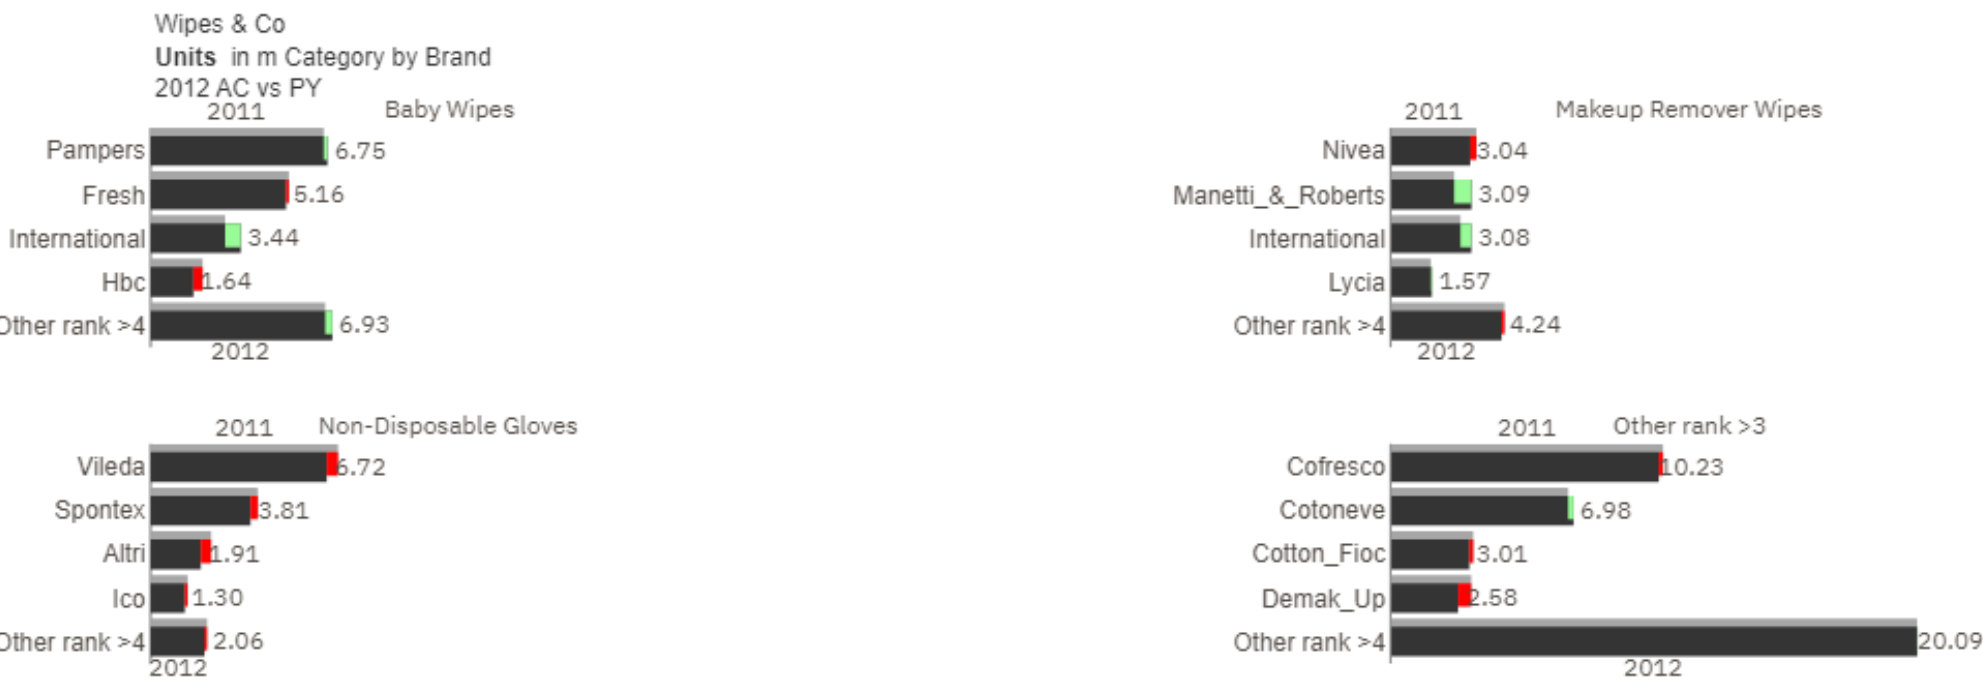 Wipes & Co
Units in m Category by Brand
2012 AC vs PY
2011 Baby Wipes
Pampers 6.75
Fresh 5.16
International 3.44
Hbc 1.64
Other rank >4 6.93
2012
2011 Makeup Remover Wipes
Nivea 3.04
Manetti_&_Roberts 3.09
International 3.08
Lycia 1.57
Other rank >4 4.24
2012
2011 Non-Disposable Gloves
Vileda 6.72
Spontex 3.81
Altri 1.91
Ico 1.30
Other rank >4 2.06
2012
2011 Other rank >3
Cofresco 10.23
Cotoneve 6.98
Cotton_Fioc 3.01
Demak_Up 2.58
Other rank >4 20.09
2012